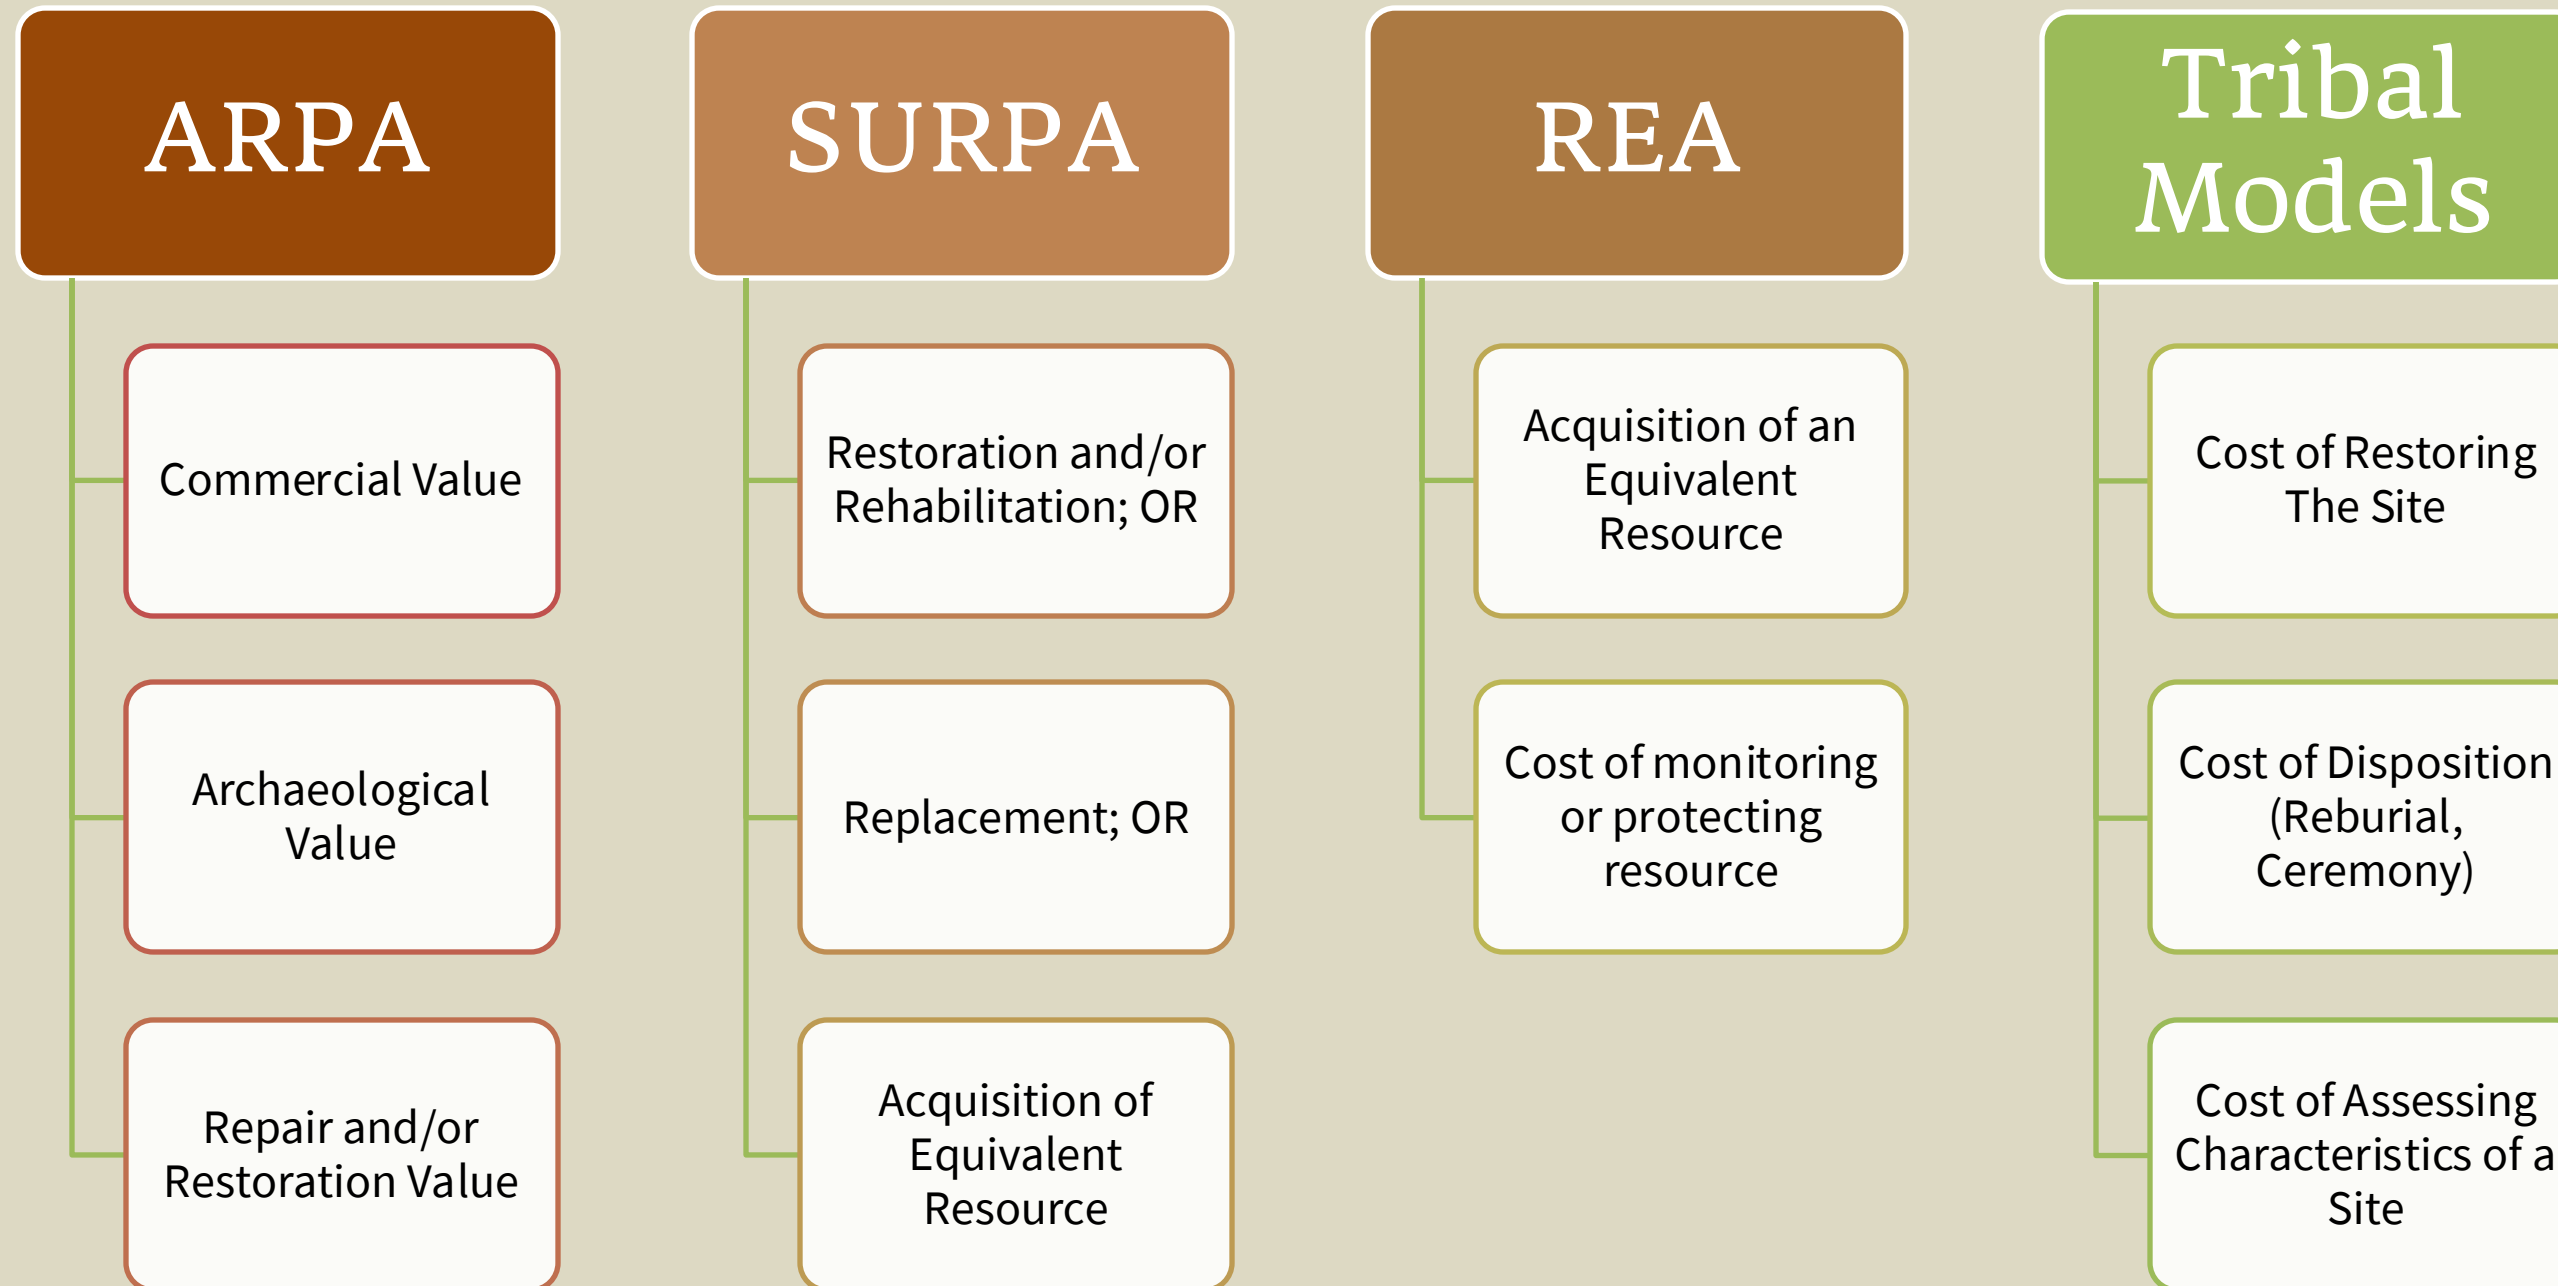 ARPA
Commercial Value
Archaeological
Value
Repair and/or
Restoration Value
SURPA
Restoration and/or
Rehabilitation; OR
Replacement; OR
Acquisition of
Equivalent
Resource
REA
Acquisition of an
Equivalent
Resource
Cost of monitoring
or protecting
resource
Tribal
Models
Cost of Restoring
The Site
Cost of Disposition
(Reburial,
Ceremony)
Cost of Assessing
Characteristics of a
Site